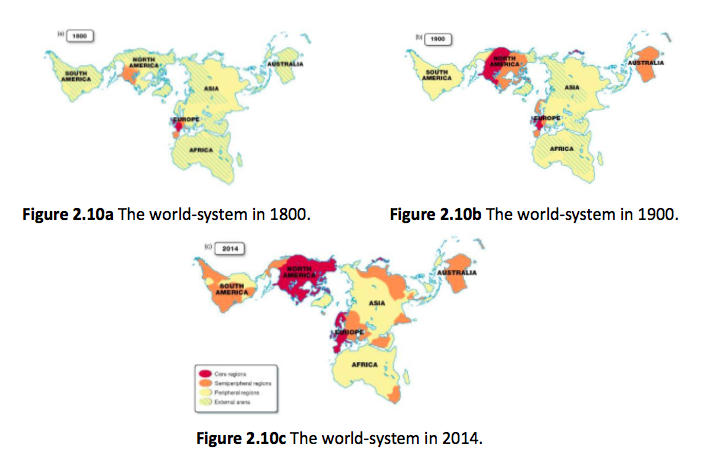 (a) 1800
NORTH
AMERICA
SOUTH
AMERICA
AUSTRALIA
ASIA
EUROPE
AFRICA
(b) 1900
NORTH
AMERICA
SOUTH
AMERICA
AUSTRALIA
ASIA
EUROPE
AFRICA
Figure 2.10a The world-system in 1800.
Figure 2.10b The world-system in 1900.
(c) 2014
NORTH
AMERICA
SOUTH
AMERICA
AUSTRALIA
ASIA
EUROPE
AFRICA
Core regions
Semiperipheral regions
Peripheral regions
External arena
Figure 2.10c The world-system in 2014.